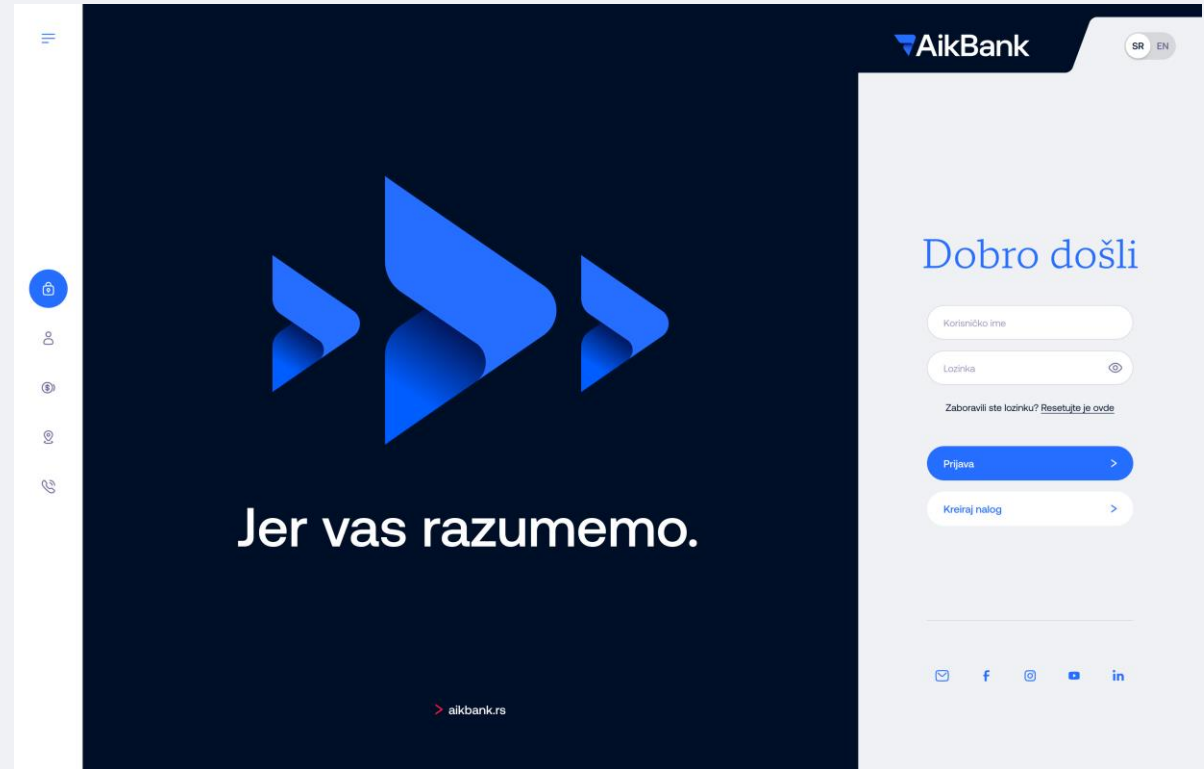 AikBank
SR EN
Dobro došli
Korisničko ime
Lozinka
Zaboravili ste lozinku? Resetujte je ovde
Prijava
Kreiraj nalog
Jer vas razumemo.
aikbank.rs